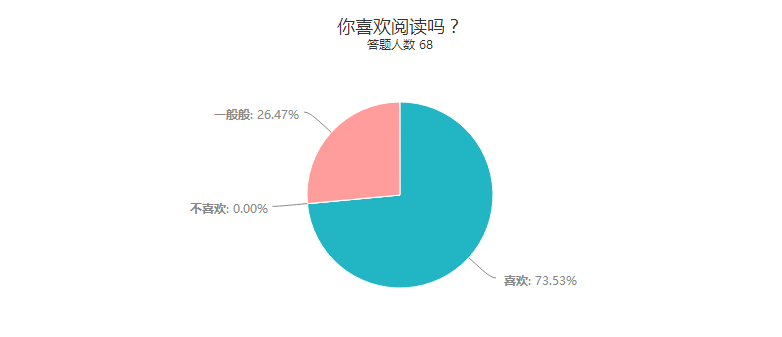 你喜欢阅读吗？
答题人数 68
一般般: 26.47%
不喜欢: 0.00%
喜欢: 73.53%